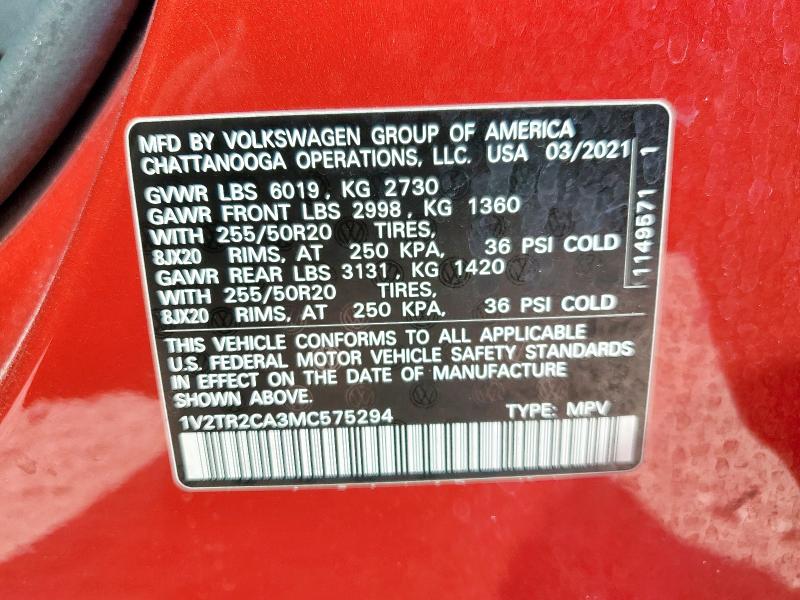 MFD BY VOLKSWAGEN GROUP OF AMERICA
CHATTANOOGA OPERATIONS, LLC. USA 03/2021
GVWR LBS 6019, KG 2730
GAWR FRONT LBS 2998, KG 1360
WITH 255/50R20 TIRES,
8JX20 RIMS, AT 250 KPA, 36 PSI COLD
GAWR REAR LBS 3131, KG 1420
WITH 255/50R20 TIRES,
8JX20 RIMS, AT 250 KPA, 36 PSI COLD
1149571 1
THIS VEHICLE CONFORMS TO ALL APPLICABLE
U.S. FEDERAL MOTOR VEHICLE SAFETY STANDARDS
IN EFFECT ON THE DATE OF MANUFACTURE
SHOWN ABOVE.
1V2TR2CA3MC575294 TYPE: MPV